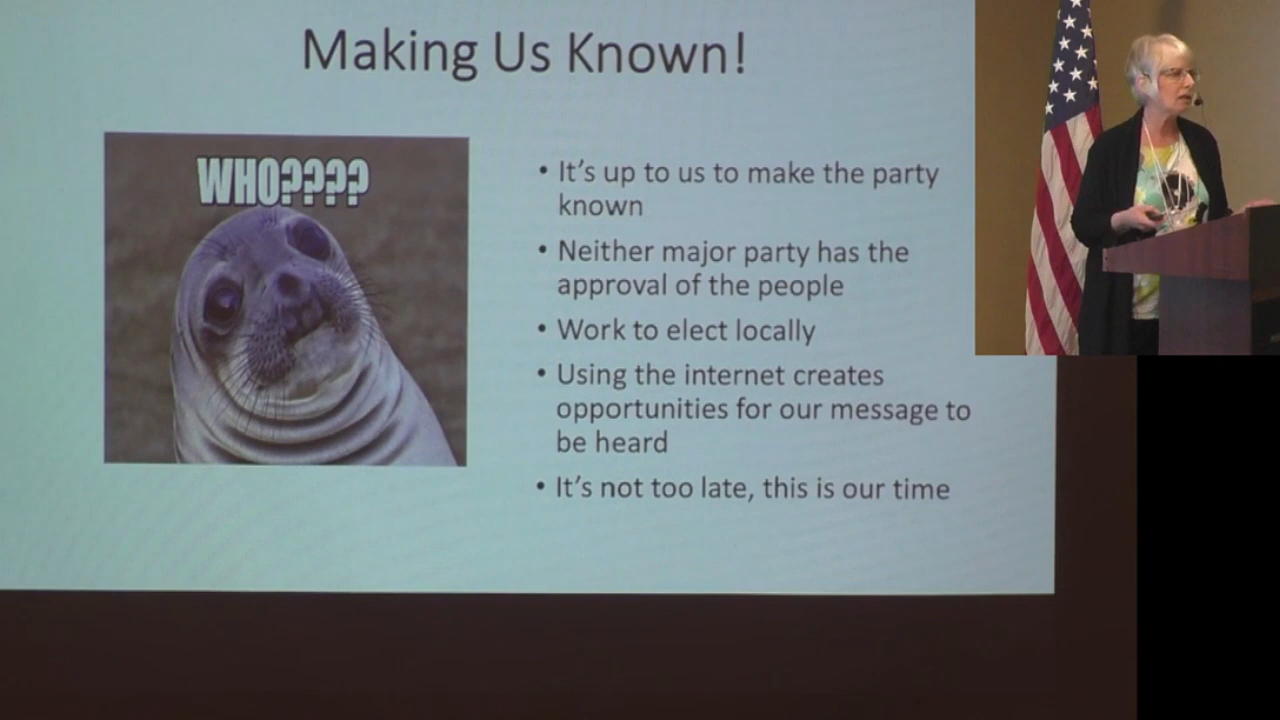 Making Us Known!
WHO????
• It's up to us to make the party
known
• Neither major party has the
approval of the people
• Work to elect locally
• Using the internet creates
opportunities for our message to
be heard
• It's not too late, this is our time